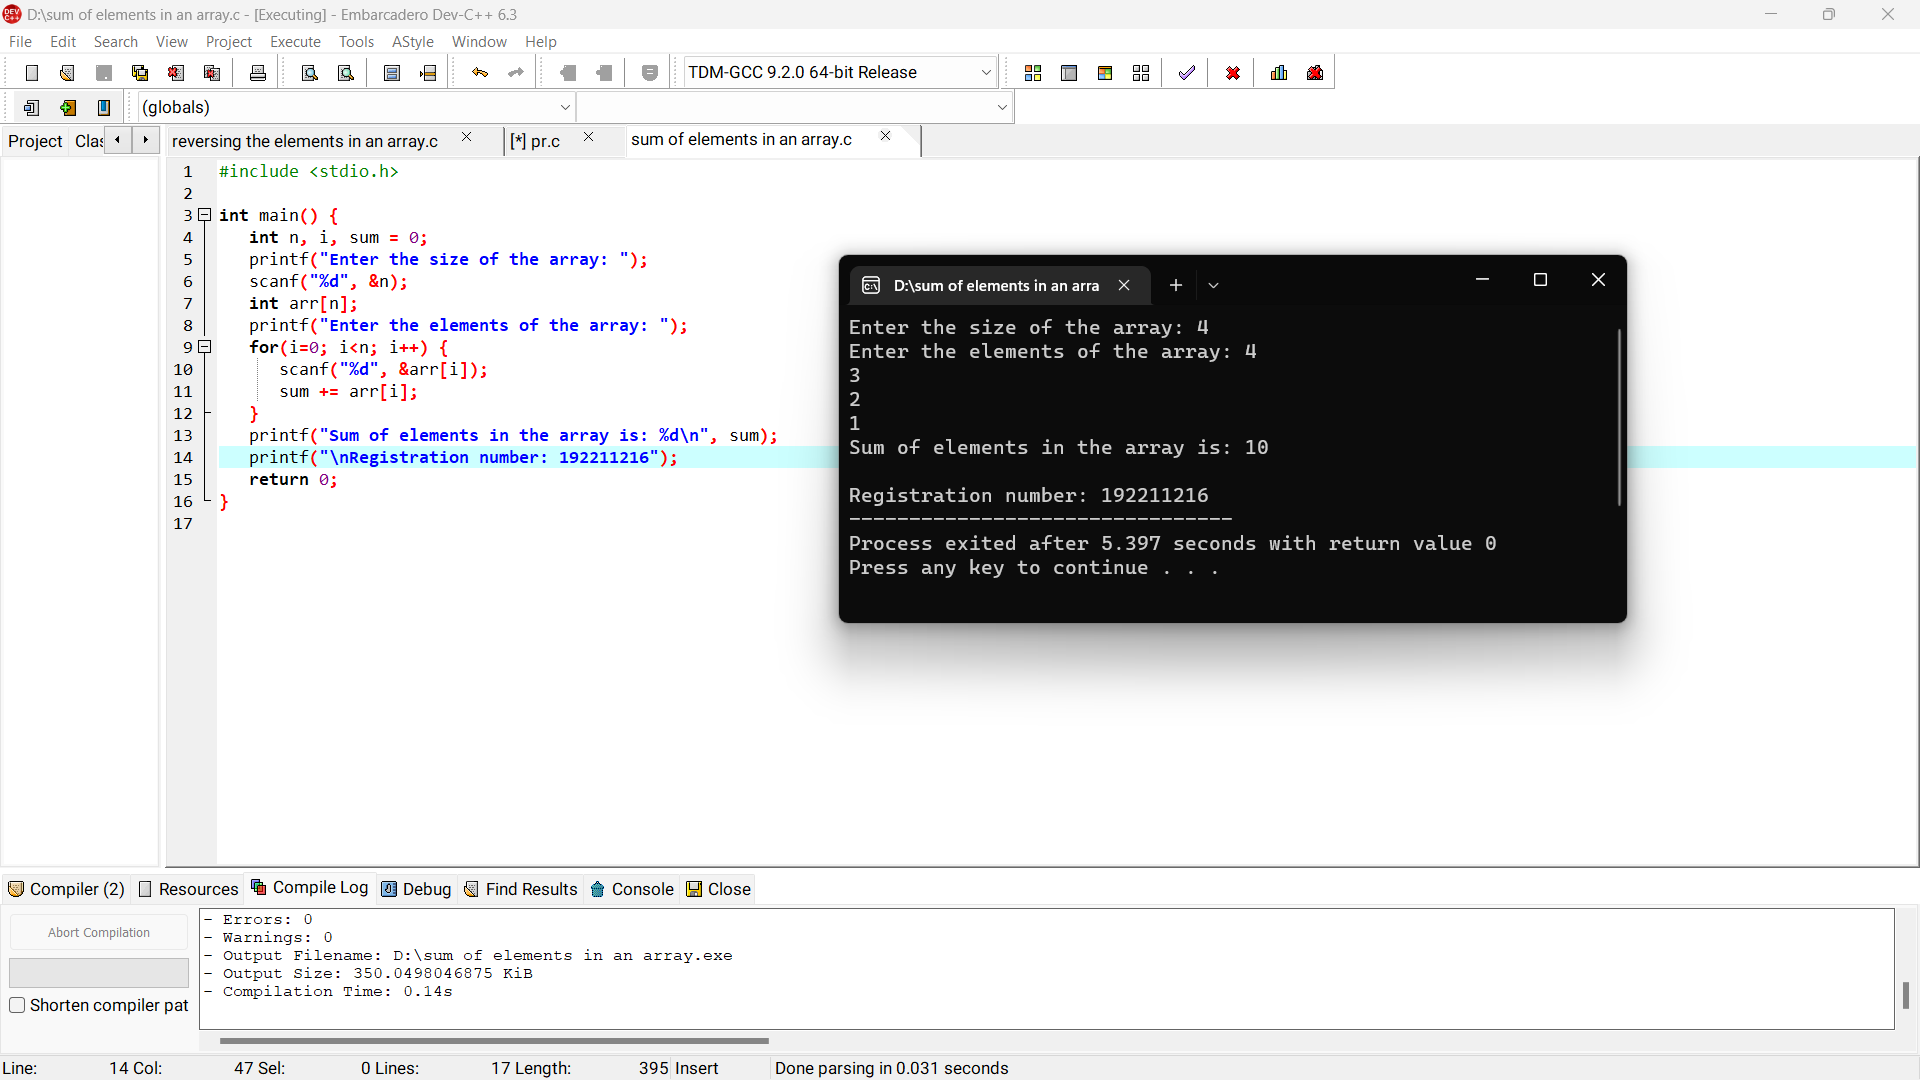 D:\sum of elements in an array.c - [Executing] - Embarcadero Dev-C++ 6.3
File Edit Search View Project Execute Tools AStyle Window Help
TDM-GCC 9.2.0 64-bit Release
(globals)
Project Clas
reversing the elements in an array.c [*] pr.c sum of elements in an array.c
1 #include <stdio.h>
2
3 int main() {
4 int n, i, sum = 0;
5 printf("Enter the size of the array: ");
6 scanf("%d", &n);
7 int arr[n];
8 printf("Enter the elements of the array: ");
9 for(i=0; i<n; i++) {
10 scanf("%d", &arr[i]);
11 sum += arr[i];
12 }
13 printf("Sum of elements in the array is: %d\n", sum);
14 printf("\nRegistration number: 192211216");
15 return 0;
16 }
17
D:\sum of elements in an arra
Enter the size of the array: 4
Enter the elements of the array: 4
3
2
1
Sum of elements in the array is: 10
Registration number: 192211216
--------------------------------
Process exited after 5.397 seconds with return value 0
Press any key to continue . . .
Compiler (2) Resources Compile Log Debug Find Results Console Close
Abort Compilation
Shorten compiler pat
- Errors: 0
- Warnings: 0
- Output Filename: D:\sum of elements in an array.exe
- Output Size: 350.0498046875 KiB
- Compilation Time: 0.14s
Line: 14 Col: 47 Sel: 0 Lines: 17 Length: 395 Insert Done parsing in 0.031 seconds